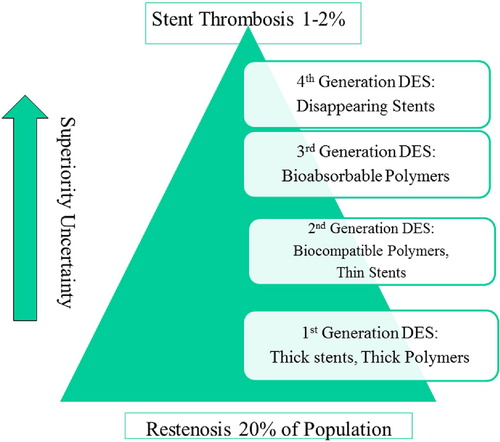 Stent Thrombosis 1-2%
Superiority Uncertainty
4th Generation DES:
Disappearing Stents
3rd Generation DES:
Bioabsorbable Polymers
2nd Generation DES:
Biocompatible Polymers,
Thin Stents
1st Generation DES:
Thick stents, Thick Polymers
Restenosis 20% of Population